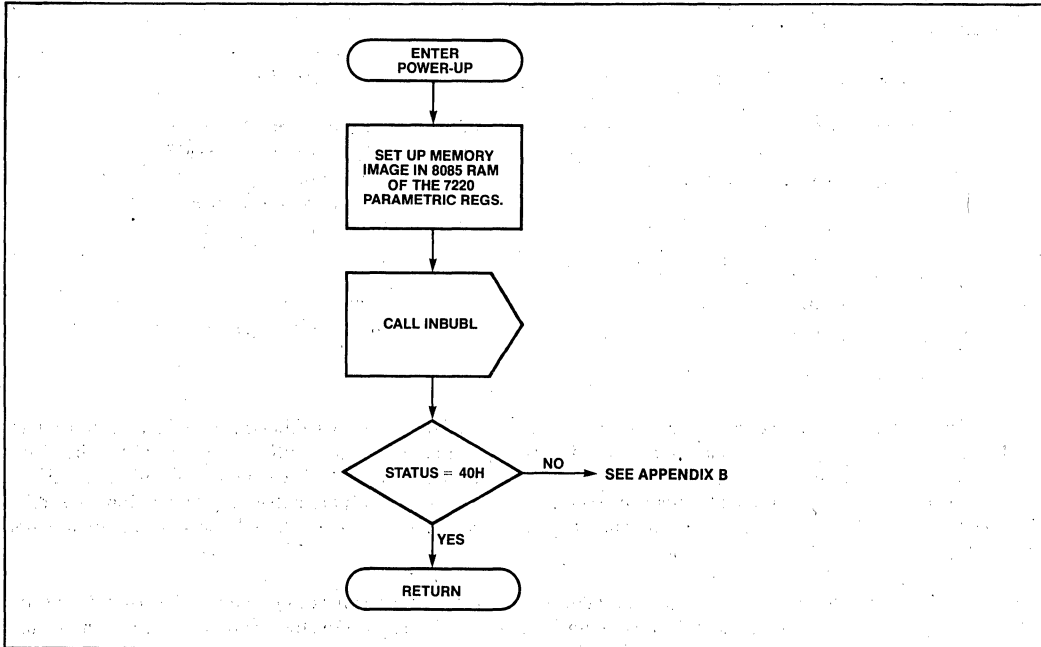 ENTER
POWER-UP
SET UP MEMORY
IMAGE IN 8085 RAM
OF THE 7220
PARAMETRIC REGS.
CALL INBUBL
STATUS = 40H
NO
SEE APPENDIX B
YES
RETURN